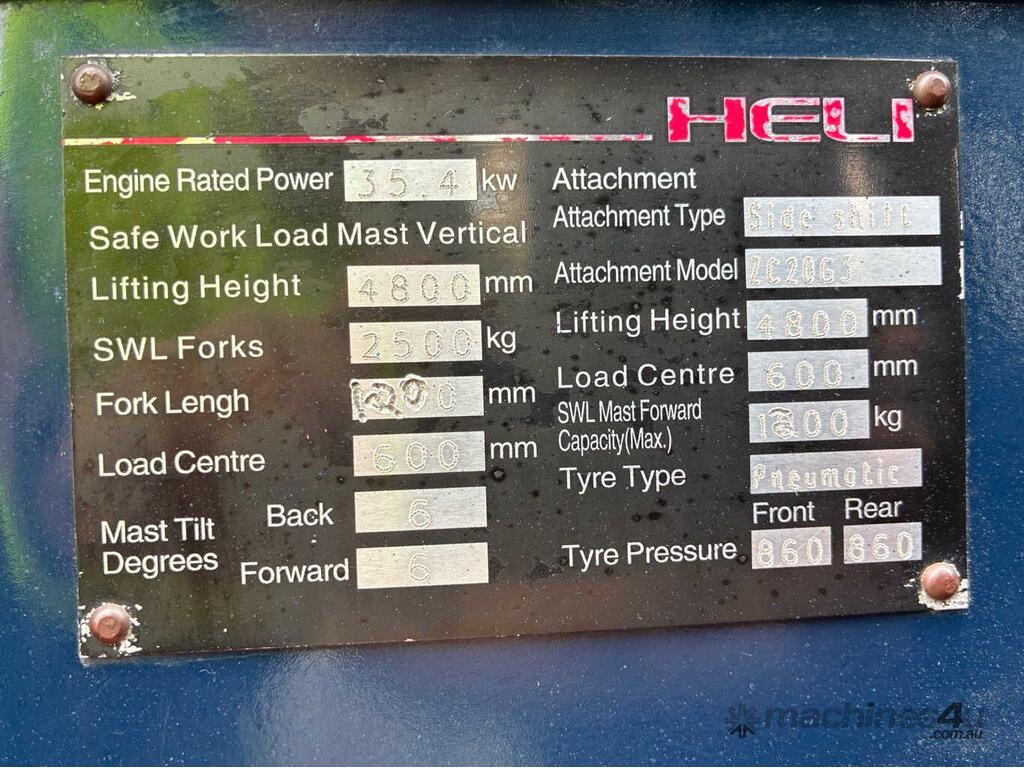 HELI
Engine Rated Power 35.4 kw
Safe Work Load Mast Vertical
Lifting Height 4800 mm
SWL Forks 2500 kg
Fork Lengh mm
Load Centre 600 mm
Mast Tilt Degrees
Back 6
Forward 6
Attachment
Attachment Type Side shift
Attachment Model ZC20G3
Lifting Height 4800 mm
Load Centre 600 mm
SWL Mast Forward
Capacity(Max.) kg
Tyre Type Pneumatic
Front Rear
Tyre Pressure 860 860
machines4u
.com.au